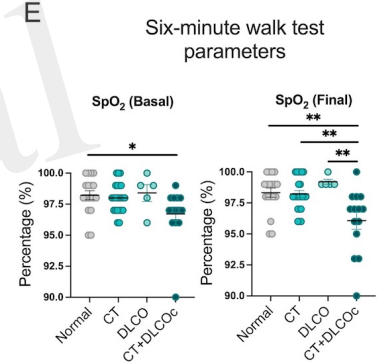 E
Six-minute walk test
parameters
SpO2 (Basal)
*
Percentage (%)
100.0
97.5
95.0
92.5
90.0
Normal
CT
DLCO
CT+DLCOc
SpO2 (Final)
**
**
**
Percentage (%)
100.0
97.5
95.0
92.5
90.0
Normal
CT
DLCO
CT+DLCOc